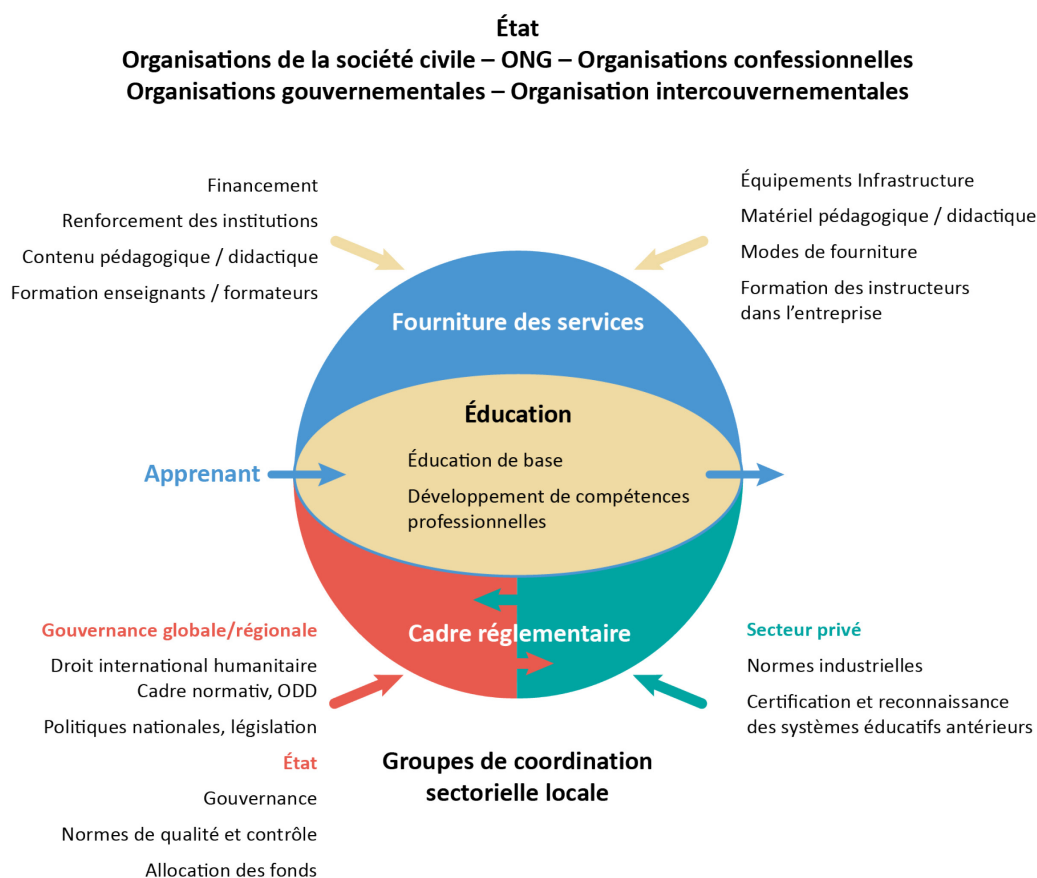 État
Organisations de la société civile – ONG – Organisations confessionnelles
Organisations gouvernementales – Organisation intercouvernementales
Financement
Renforcement des institutions
Contenu pédagogique / didactique
Formation enseignants / formateurs
Équipements Infrastructure
Matériel pédagogique / didactique
Modes de fourniture
Formation des instructeurs
dans l’entreprise
Fourniture des services
Éducation
Éducation de base
Développement de compétences
professionnelles
Apprenant
Cadre réglementaire
Gouvernance globale/régionale
Droit international humanitaire
Cadre normativ, ODD
Politiques nationales, législation
État
Gouvernance
Normes de qualité et contrôle
Allocation des fonds
Secteur privé
Normes industrielles
Certification et reconnaissance
des systèmes éducatifs antérieurs
Groupes de coordination
sectorielle locale